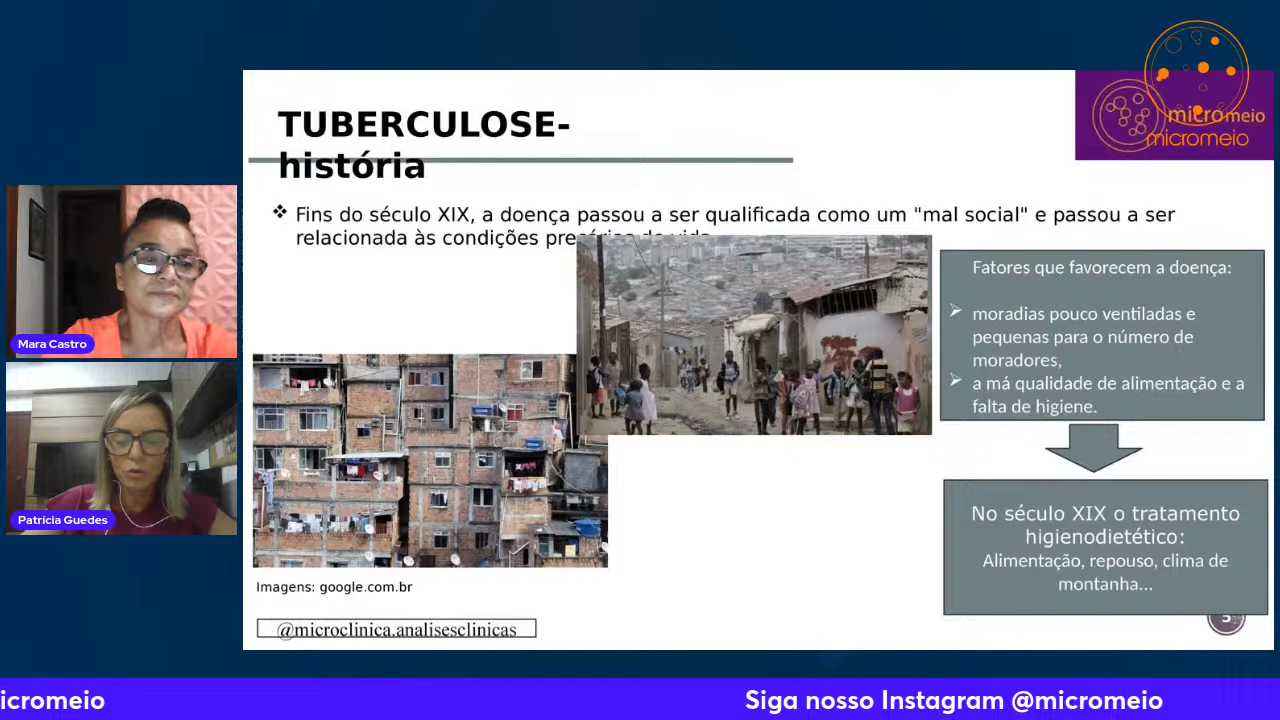 micromeio
micromeio
TUBERCULOSE-
história
❖ Fins do século XIX, a doença passou a ser qualificada como um "mal social" e passou a ser
relacionada às condições precárias de vida
Fatores que favorecem a doença:
➢ moradias pouco ventiladas e
pequenas para o número de
moradores,
➢ a má qualidade de alimentação e a
falta de higiene.
No século XIX o tratamento
higienodietético:
Alimentação, repouso, clima de
montanha...
Mara Castro
Patrícia Guedes
Imagens: google.com.br
@microclinica.analisesclinicas
5
icromeio
Siga nosso Instagram @micromeio